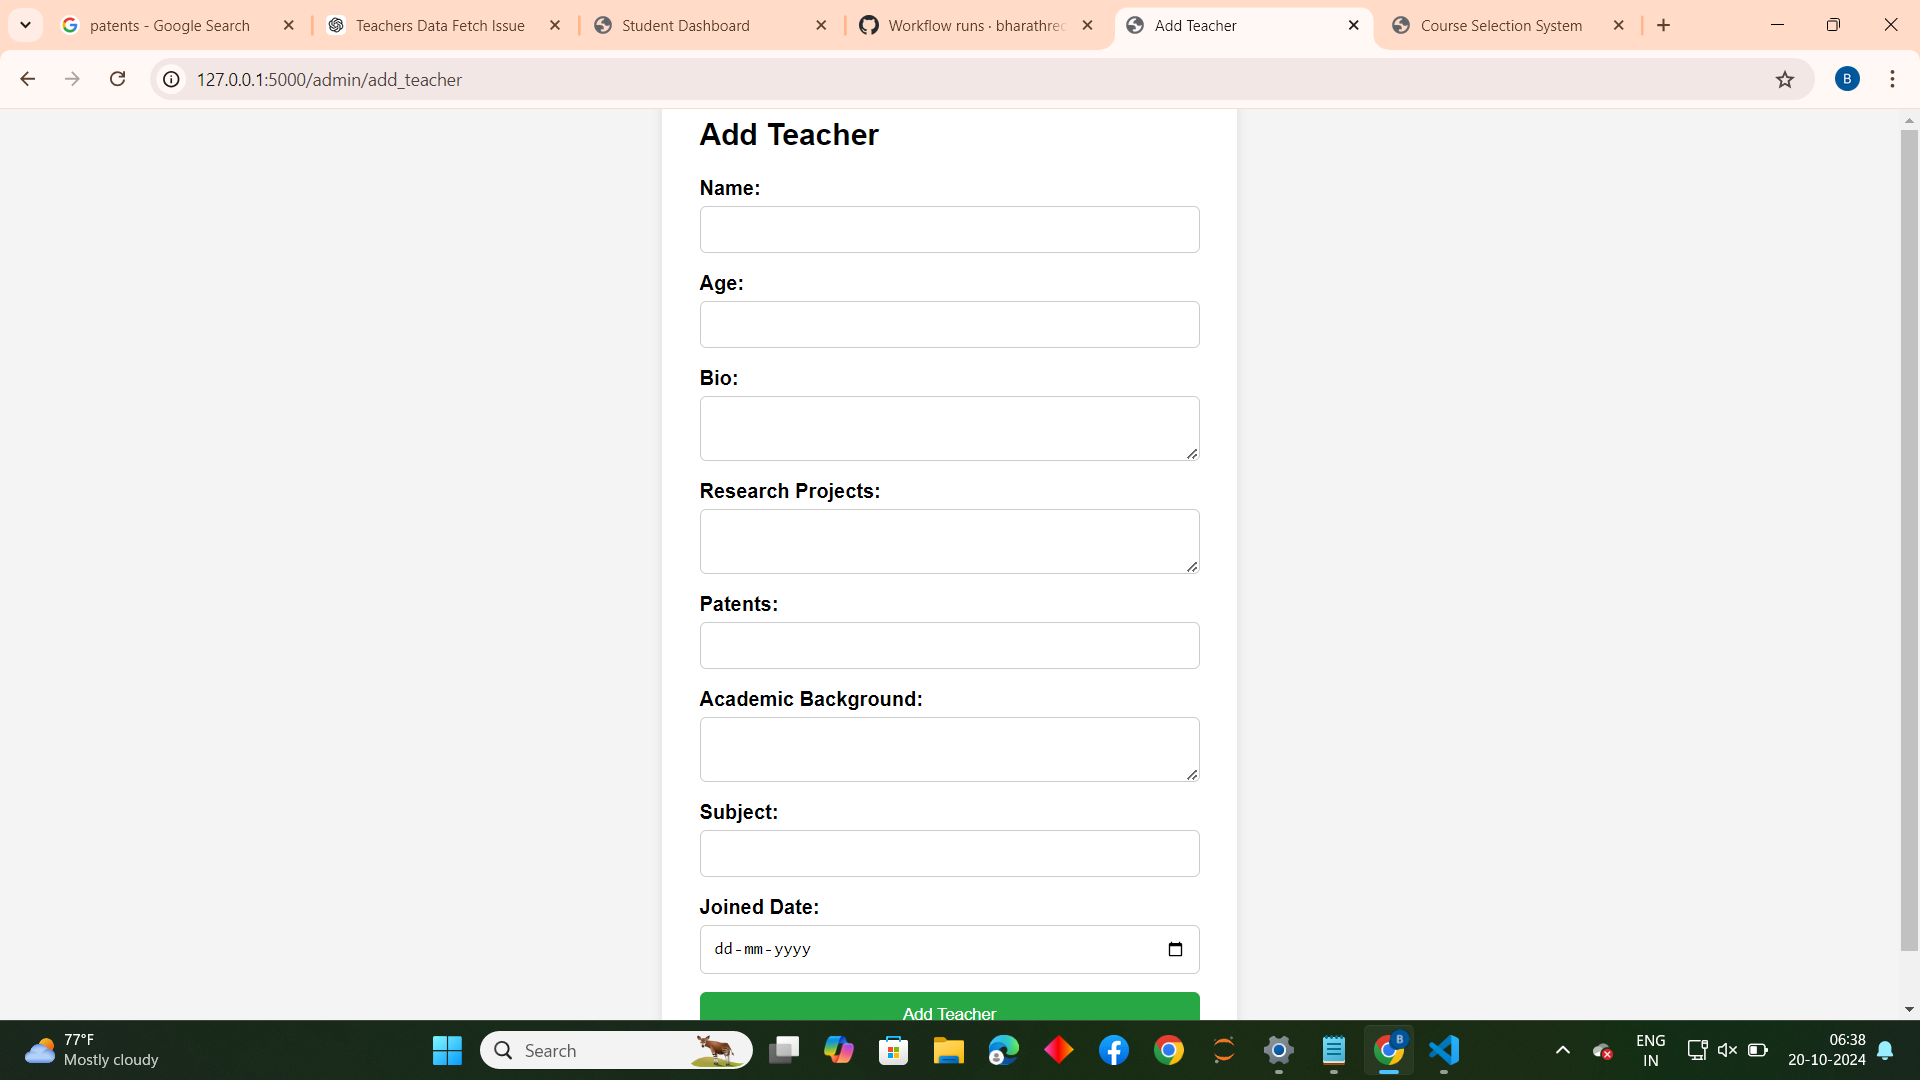 patents - Google Search
Teachers Data Fetch Issue
Student Dashboard
Workflow runs · bharathrec
Add Teacher
Course Selection System
127.0.0.1:5000/admin/add_teacher
B
Add Teacher
Name:
Age:
Bio:
Research Projects:
Patents:
Academic Background:
Subject:
Joined Date:
dd-mm-yyyy
Add Teacher
77°F
Mostly cloudy
Search
B
ENG
IN
06:38
20-10-2024